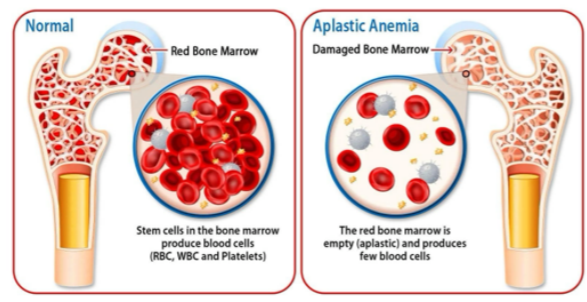 Normal
Red Bone Marrow
Stem cells in the bone marrow
produce blood cells
(RBC, WBC and Platelets)
Aplastic Anemia
Damaged Bone Marrow
The red bone marrow is
empty (aplastic) and produces
few blood cells